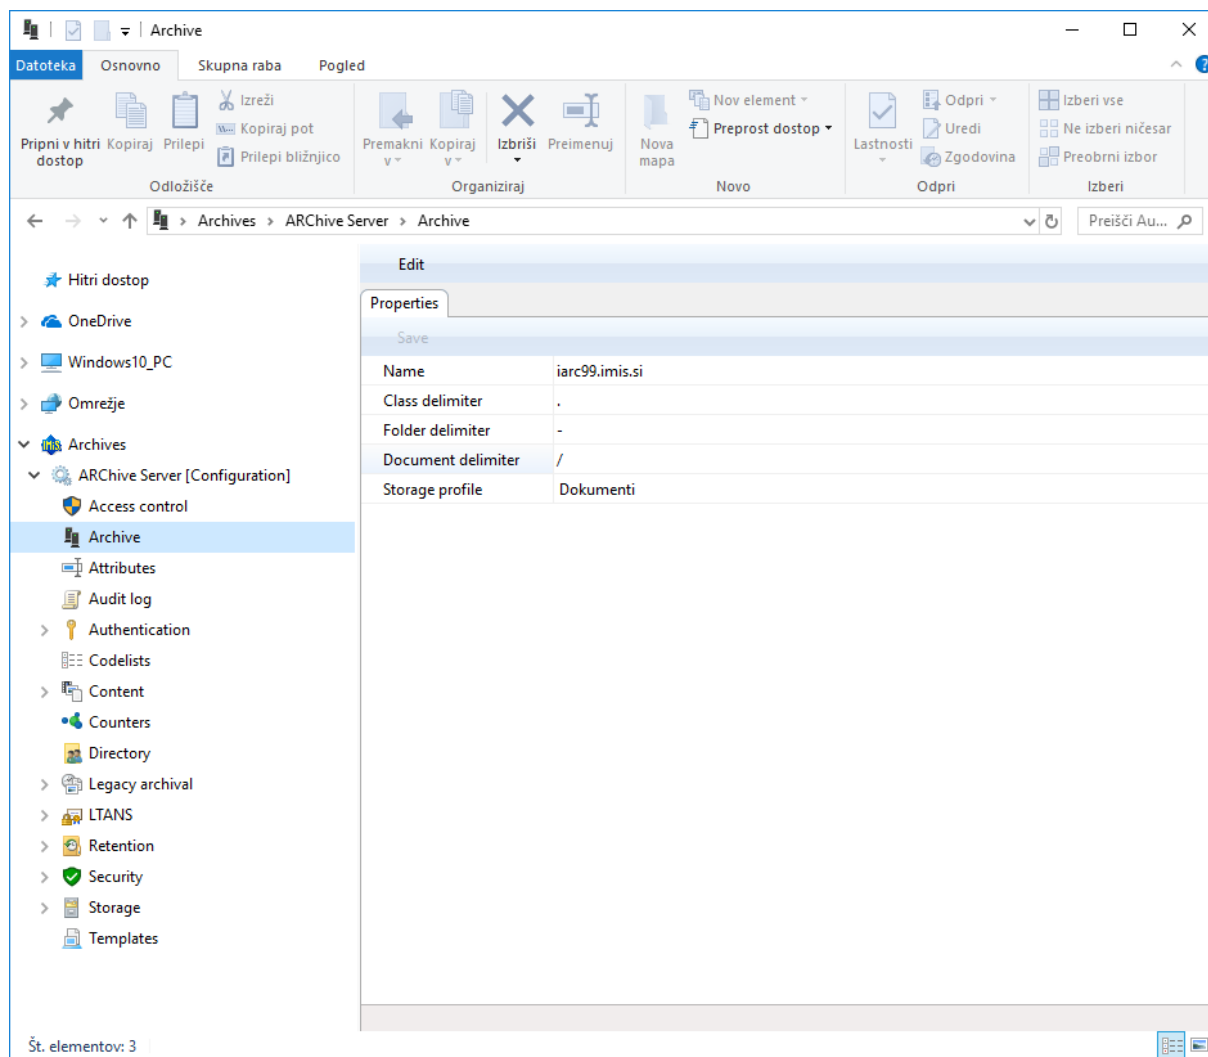 Archive
Datoteka Osnovno Skupna raba Pogled
Pripni v hitri dostop
Kopiraj
Prilepi
Izreži
Kopiraj pot
Prilepi bližnjico
Odložišče
Premakni v
Kopiraj v
Izbriši
Preimenuj
Organiziraj
Nova mapa
Nov element
Preprost dostop
Novo
Lastnosti
Odpri
Uredi
Zgodovina
Odpri
Izberi vse
Ne izberi ničesar
Preobrni izbor
Izberi
Archives > ARChive Server > Archive
Preišči Au...
Hitri dostop
OneDrive
Windows10_PC
Omrežje
Archives
ARChive Server [Configuration]
Access control
Archive
Attributes
Audit log
Authentication
Codelists
Content
Counters
Directory
Legacy archival
LTANS
Retention
Security
Storage
Templates
Edit
Properties
Save
Name iarc99.imis.si
Class delimiter .
Folder delimiter -
Document delimiter /
Storage profile Dokumenti
Št. elementov: 3